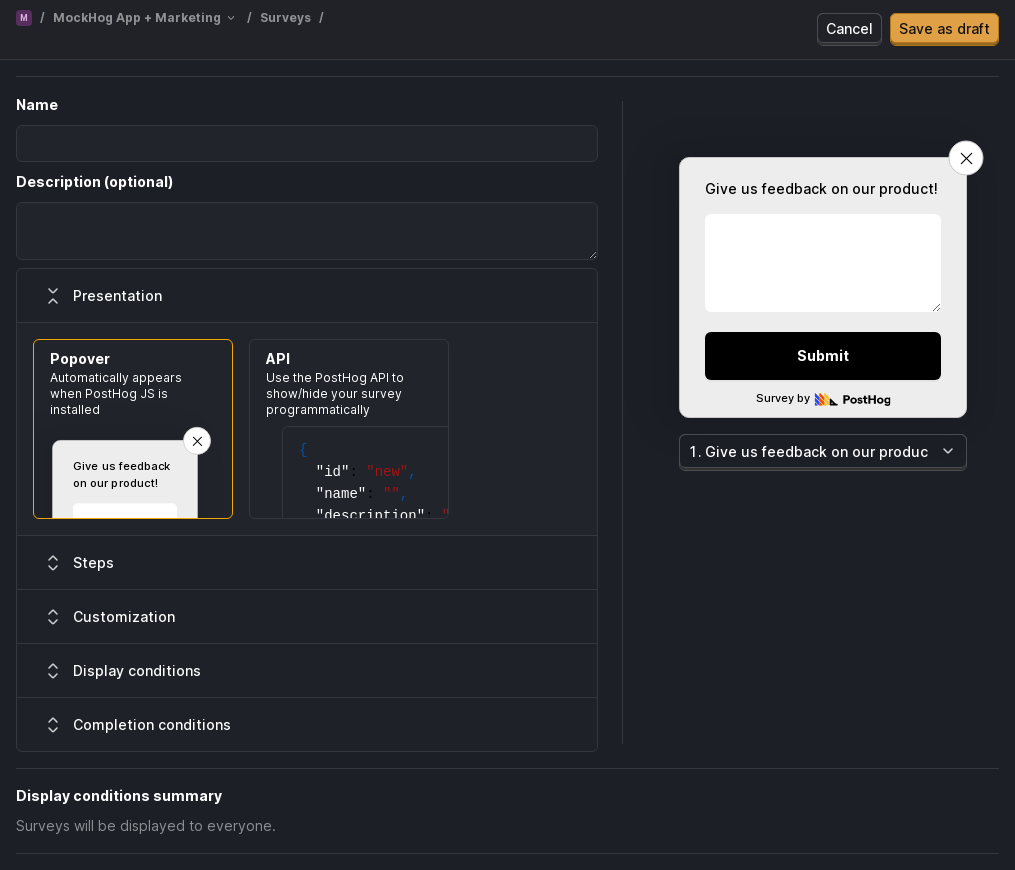 M / MockHog App + Marketing / Surveys /
Cancel
Save as draft
Name
Description (optional)
Presentation
Popover
Automatically appears
when PostHog JS is
installed
Give us feedback
on our product!
API
Use the PostHog API to
show/hide your survey
programmatically
{
"id": "new",
"name": "",
"description": "
Steps
Customization
Display conditions
Completion conditions
Give us feedback on our product!
Submit
Survey by PostHog
1. Give us feedback on our produc
Display conditions summary
Surveys will be displayed to everyone.